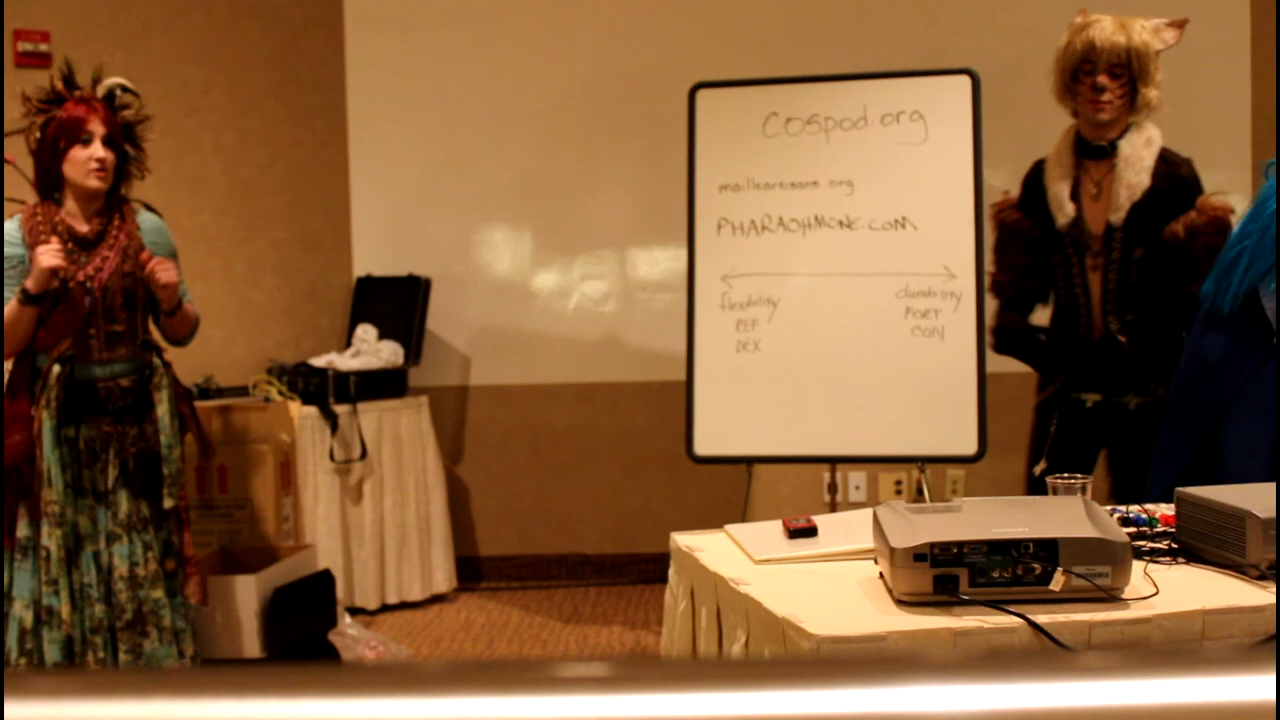 Cospod.org
mailleartisans.org
PHARAOHMONE.COM
flexibility durability
REF FORT
DEX CON